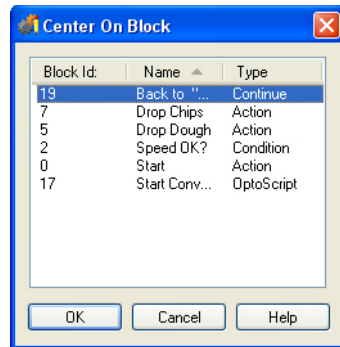 Center On Block
Block Id: Name Type
19 Back to "... Continue
7 Drop Chips Action
5 Drop Dough Action
2 Speed OK? Condition
0 Start Action
17 Start Conv... OptoScript
OK Cancel Help